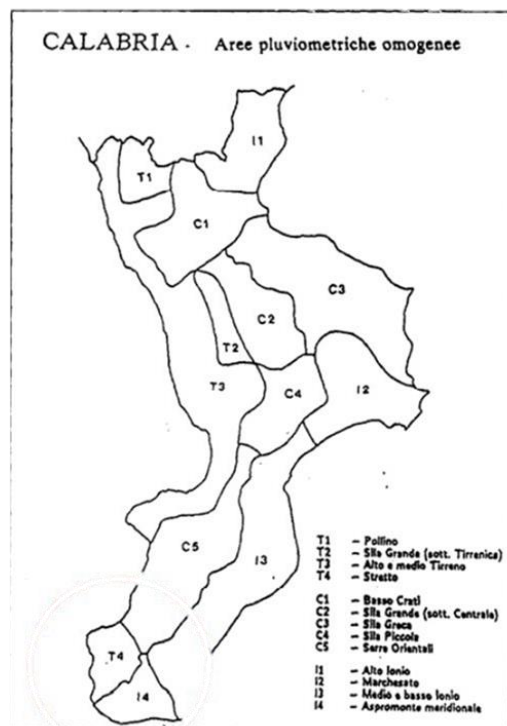 CALABRIA - Aree pluviometriche omogenee
I1
T1
C1
C3
C2
T2
T3
C4
I2
C5
I3
T4
I4
T1 – Pollino
T2 – Sila Grande (sott. Tirrenica)
T3 – Alto e medio Tirreno
T4 – Stretto
C1 – Basso Crati
C2 – Sila Grande (sott. Centrale)
C3 – Sila Greca
C4 – Sila Piccola
C5 – Serre Orientali
I1 – Alto Ionio
I2 – Marchesato
I3 – Medio e basso Ionio
I4 – Aspromonte meridionale